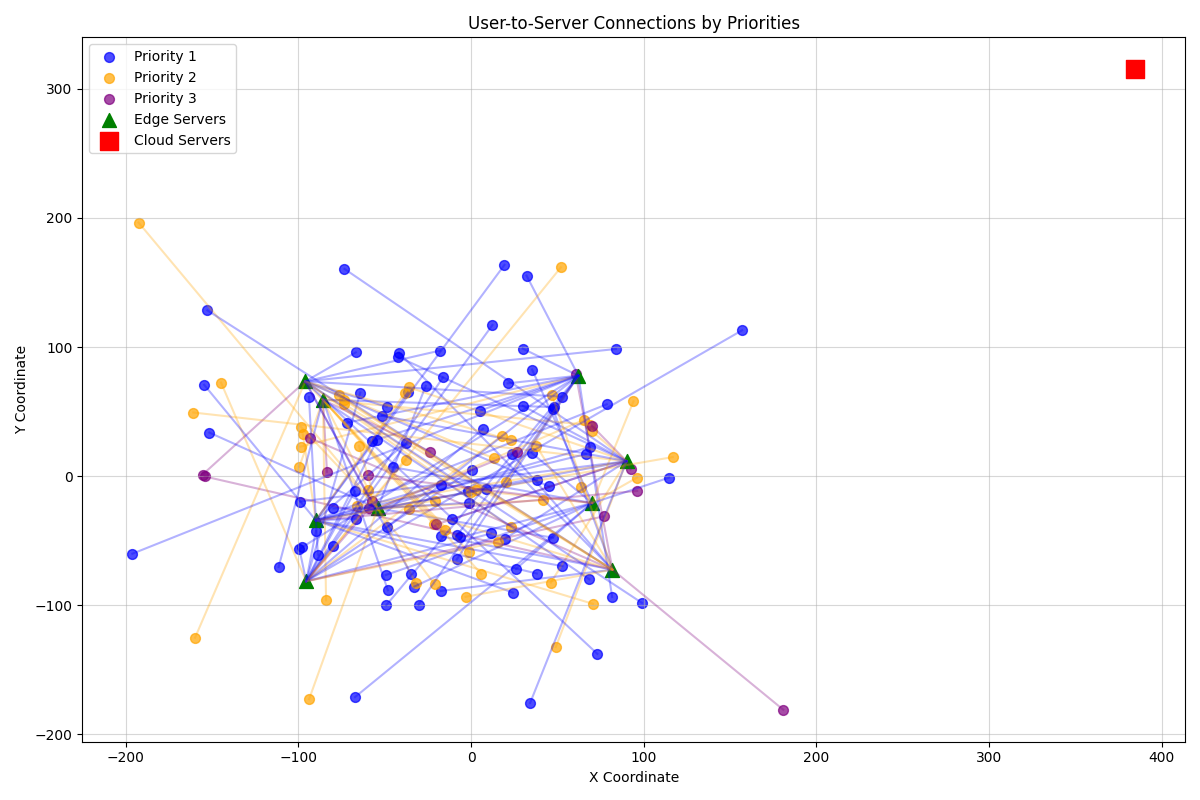 User-to-Server Connections by Priorities
Priority 1
Priority 2
Priority 3
Edge Servers
Cloud Servers
Y Coordinate
300
200
100
0
−100
−200
−200
−100
0
100
200
300
400
X Coordinate